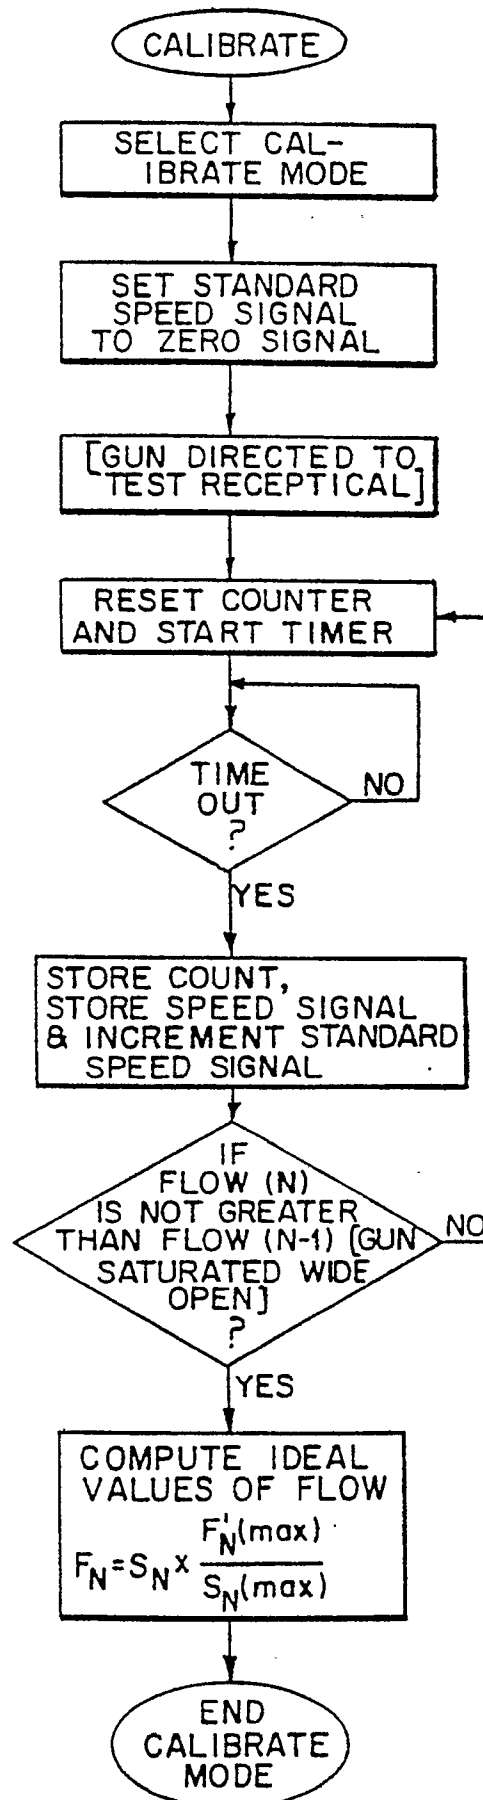 CALIBRATE
SELECT CAL-
IBRATE MODE
SET STANDARD
SPEED SIGNAL
TO ZERO SIGNAL
[GUN DIRECTED TO
TEST RECEPTICAL]
RESET COUNTER
AND START TIMER
TIME
OUT
?
NO
YES
STORE COUNT,
STORE SPEED SIGNAL
& INCREMENT STANDARD
SPEED SIGNAL
IF
FLOW (N)
IS NOT GREATER
THAN FLOW (N-1) [GUN
SATURATED WIDE
OPEN]
?
NO
YES
COMPUTE IDEAL
VALUES OF FLOW
F_N = S_N x F'_N(max) / S_N(max)
END
CALIBRATE
MODE